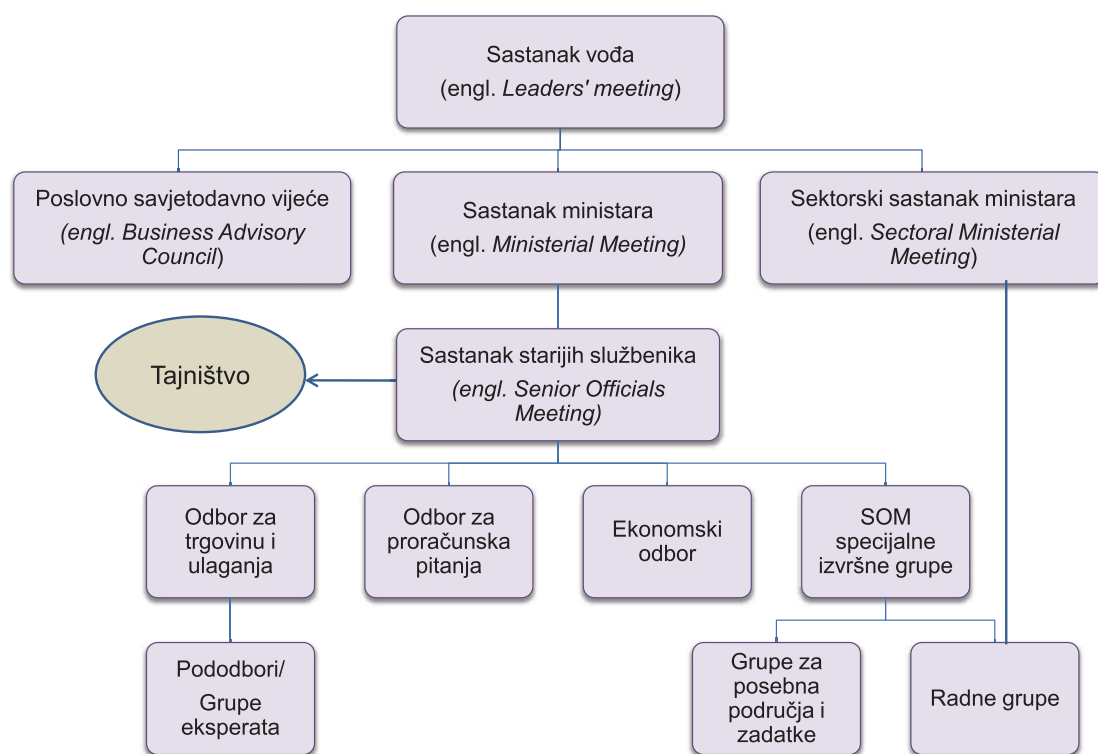 Sastanak vođa
(engl. Leaders' meeting)
Poslovno savjetodavno vijeće
(engl. Business Advisory
Council)
Sastanak ministara
(engl. Ministerial Meeting)
Sektorski sastanak ministara
(engl. Sectoral Ministerial
Meeting)
Tajništvo
Sastanak starijih službenika
(engl. Senior Officials
Meeting)
Odbor za
trgovinu i
ulaganja
Odbor za
proračunska
pitanja
Ekonomski
odbor
SOM
specijalne
izvršne grupe
Pododbori/
Grupe
eksperata
Grupe za
posebna
područja i
zadatke
Radne grupe